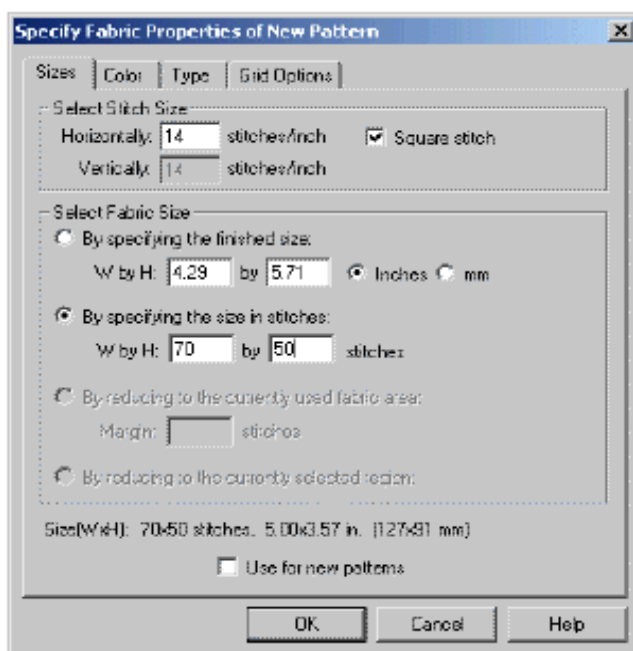 Specify Fabric Properties of New Pattern
Sizes Color Type Grid Options
Select Stitch Size
Horizontally: 14 stitches/inch Square stitch
Vertically: 14 stitches/inch
Select Fabric Size
By specifying the finished size:
W by H: 4.29 by 5.71 Inches mm
By specifying the size in stitches:
W by H: 70 by 50 stitches
By reducing to the currently used fabric area:
Margin: stitches
By reducing to the currently selected region:
Size(WxH): 70x50 stitches, 5.00x3.57 in. (127x91 mm)
Use for new patterns
OK Cancel Help